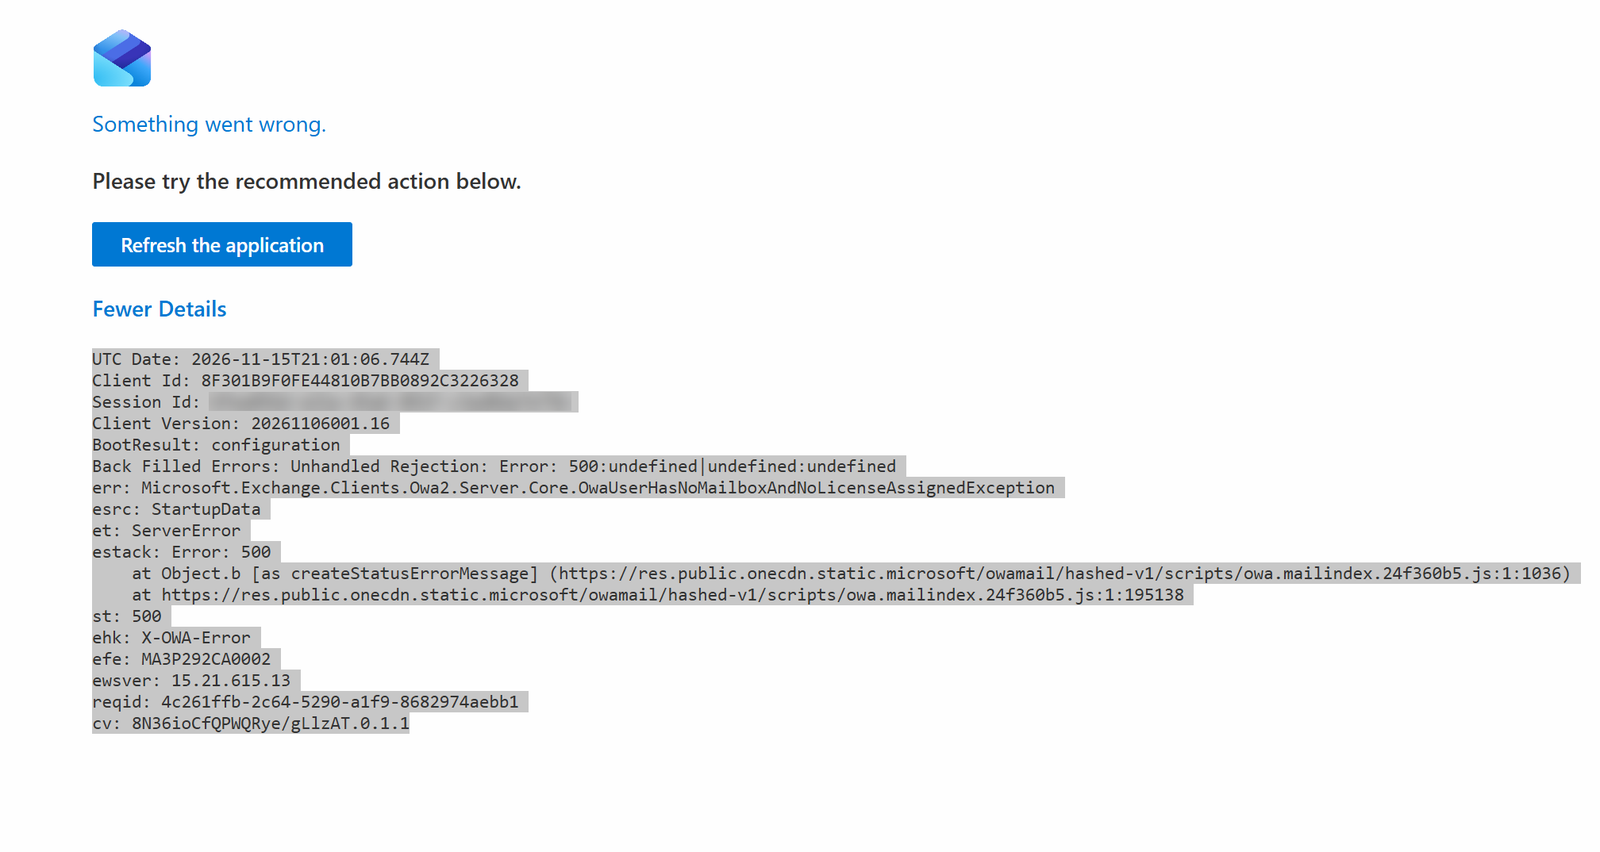 Something went wrong.
Please try the recommended action below.
Refresh the application
Fewer Details
UTC Date: 2026-11-15T21:01:06.744Z
Client Id: 8F301B9F0FE44810B7BB0892C3226328
Session Id:
Client Version: 20261106001.16
BootResult: configuration
Back Filled Errors: Unhandled Rejection: Error: 500:undefined|undefined:undefined
err: Microsoft.Exchange.Clients.Owa2.Server.Core.OwaUserHasNoMailboxAndNoLicenseAssignedException
esrc: StartupData
et: ServerError
estack: Error: 500
    at Object.b [as createStatusErrorMessage] (https://res.public.onecdn.static.microsoft/owamail/hashed-v1/scripts/owa.mailindex.24f360b5.js:1:1036)
    at https://res.public.onecdn.static.microsoft/owamail/hashed-v1/scripts/owa.mailindex.24f360b5.js:1:195138
st: 500
ehk: X-OWA-Error
efe: MA3P292CA0002
ewsver: 15.21.615.13
reqid: 4c261ffb-2c64-5290-a1f9-8682974aebb1
cv: 8N36ioCfQPWQRye/gLlzAT.0.1.1